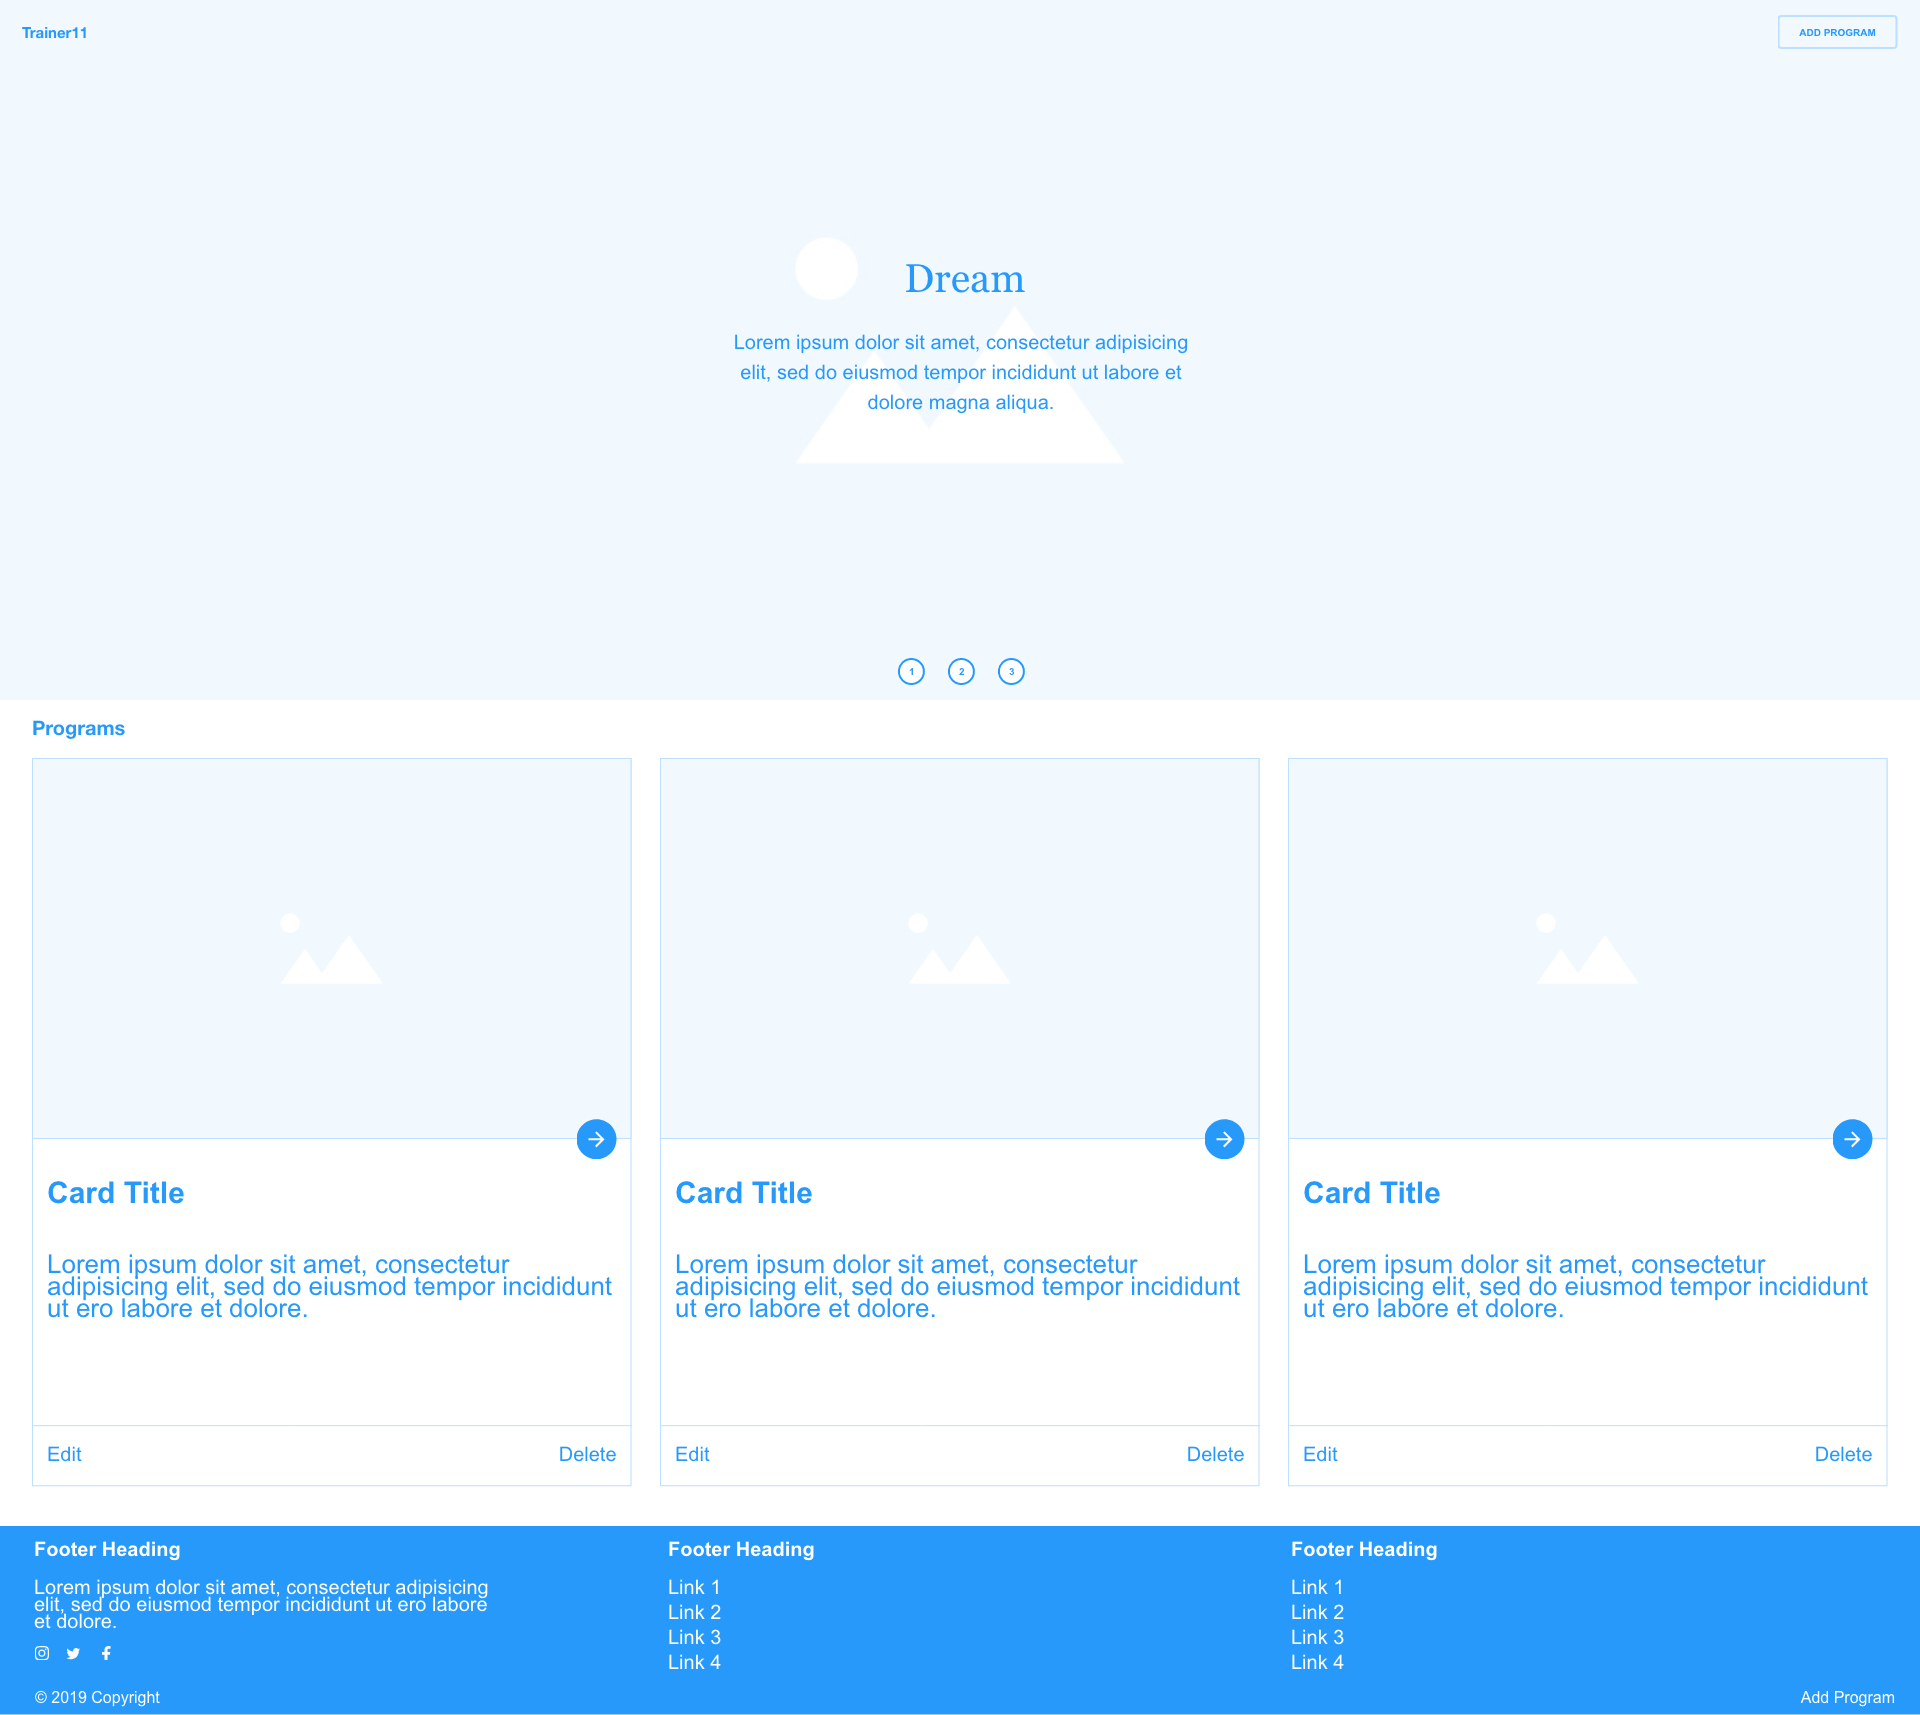 Trainer11
ADD PROGRAM
Dream
Lorem ipsum dolor sit amet, consectetur adipisicing
elit, sed do eiusmod tempor incididunt ut labore et
dolore magna aliqua.
1 2 3
Programs
Card Title
Lorem ipsum dolor sit amet, consectetur
adipisicing elit, sed do eiusmod tempor incididunt
ut ero labore et dolore.
Edit
Delete
Card Title
Lorem ipsum dolor sit amet, consectetur
adipisicing elit, sed do eiusmod tempor incididunt
ut ero labore et dolore.
Edit
Delete
Card Title
Lorem ipsum dolor sit amet, consectetur
adipisicing elit, sed do eiusmod tempor incididunt
ut ero labore et dolore.
Edit
Delete
Footer Heading
Lorem ipsum dolor sit amet, consectetur adipisicing
elit, sed do eiusmod tempor incididunt ut ero labore
et dolore.
Footer Heading
Link 1
Link 2
Link 3
Link 4
Footer Heading
Link 1
Link 2
Link 3
Link 4
© 2019 Copyright
Add Program